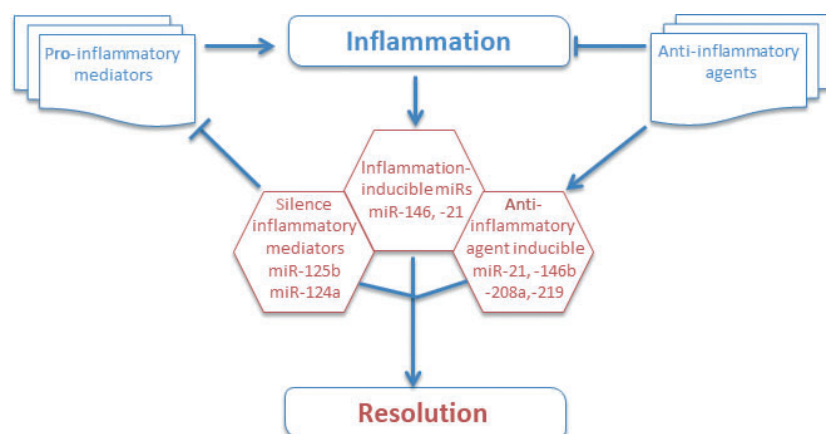 Inflammation
Pro-inflammatory
mediators
Anti-inflammatory
agents
Inflammation-
inducible miRs
miR-146, -21
Silence
inflammatory
mediators
miR-125b
miR-124a
Anti-
inflammatory
agent inducible
miR-21, -146b
-208a,-219
Resolution